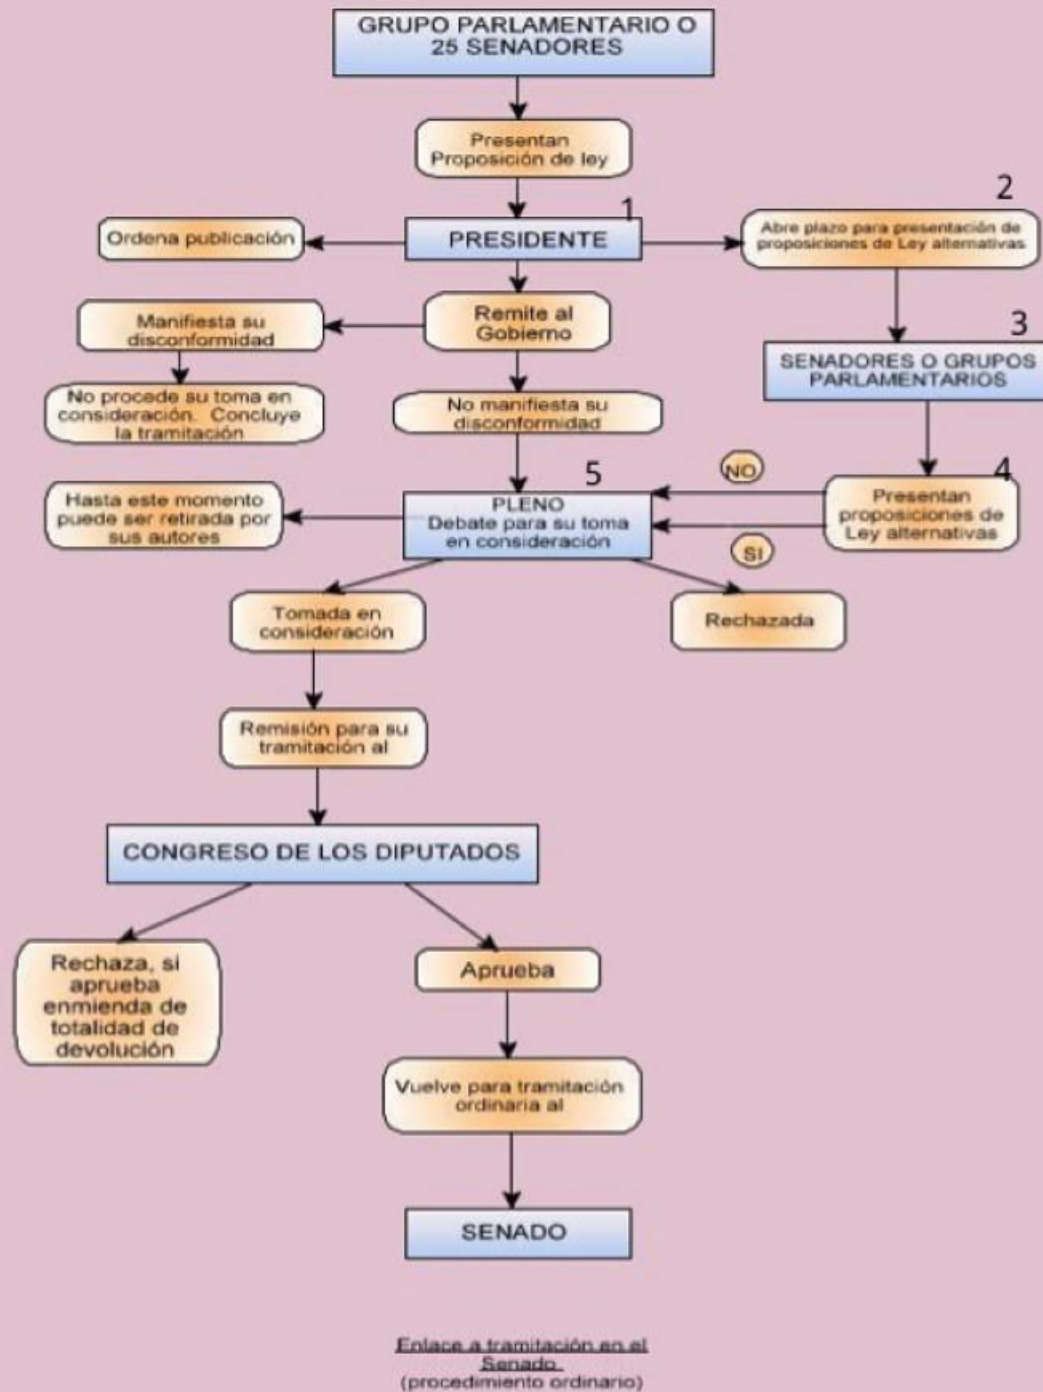 GRUPO PARLAMENTARIO O
25 SENADORES
Presentan
Proposición de ley
1
2
Ordena publicación
PRESIDENTE
Abre plazo para presentación de
proposiciones de Ley alternativas
Manifiesta su
disconformidad
Remite al
Gobierno
3
SENADORES O GRUPOS
PARLAMENTARIOS
No procede su toma en
consideración. Concluye
la tramitación
No manifiesta su
disconformidad
NO
4
5
Hasta este momento
puede ser retirada por
sus autores
PLENO
Debate para su toma
en consideración
Presentan
proposiciones de
Ley alternativas
SI
Tomada en
consideración
Rechazada
Remisión para su
tramitación al
CONGRESO DE LOS DIPUTADOS
Rechaza, si
aprueba
enmienda de
totalidad de
devolución
Aprueba
Vuelve para tramitación
ordinaria al
SENADO
Enlace a tramitación en el
Senado
(procedimiento ordinario)